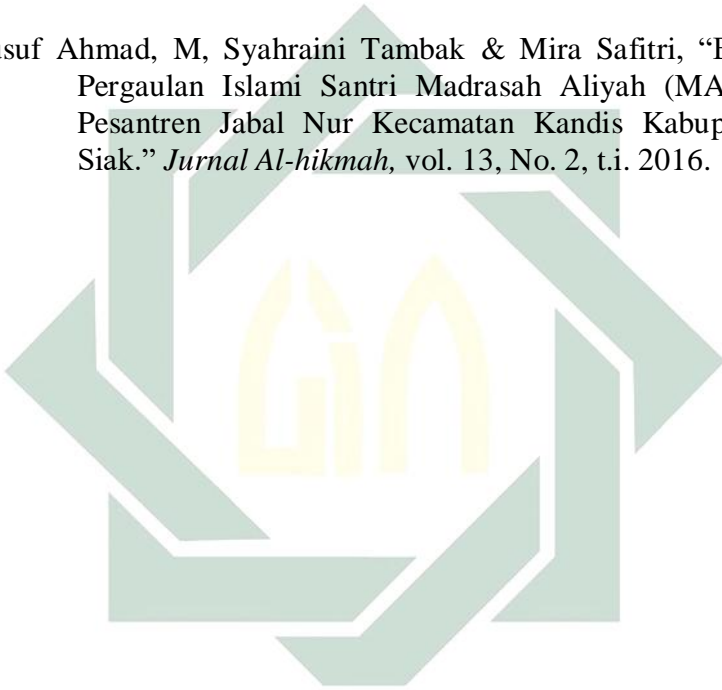 usuf Ahmad, M, Syahraini Tambak & Mira Safitri, “E
Pergaulan Islami Santri Madrasah Aliyah (MA
Pesantren Jabal Nur Kecamatan Kandis Kabup
Siak.” Jurnal Al-hikmah, vol. 13, No. 2, t.i. 2016.